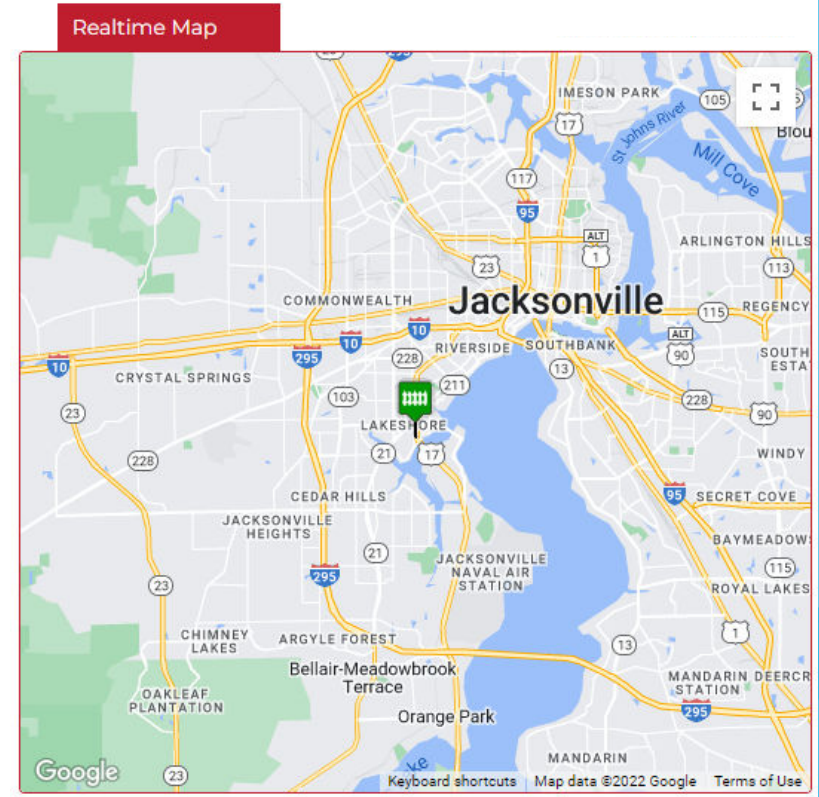 Realtime Map
95
IMESON PARK
105
17
St Johns River
Mill Cove
117
95
ALT
1
ARLINGTON HILLS
23
113
COMMONWEALTH
Jacksonville
115
REGENCY
10
10
ALT
90
295
228
RIVERSIDE
SOUTHBANK
SOUTH
10
CRYSTAL SPRINGS
13
103
211
228
23
90
LAKESHORE
21
17
228
WINDY
CEDAR HILLS
95
SECRET COVE
JACKSONVILLE
HEIGHTS
BAYMEADOW
21
JACKSONVILLE
NAVAL AIR
STATION
115
295
23
ROYAL LAKES
1
CHIMNEY
LAKES
ARGYLE FOREST
13
Bellair-Meadowbrook
Terrace
MANDARIN
STATION
DEERCR
OAKLEAF
PLANTATION
295
Orange Park
MANDARIN
Google
23
ke
Keyboard shortcuts Map data ©2022 Google Terms of Use